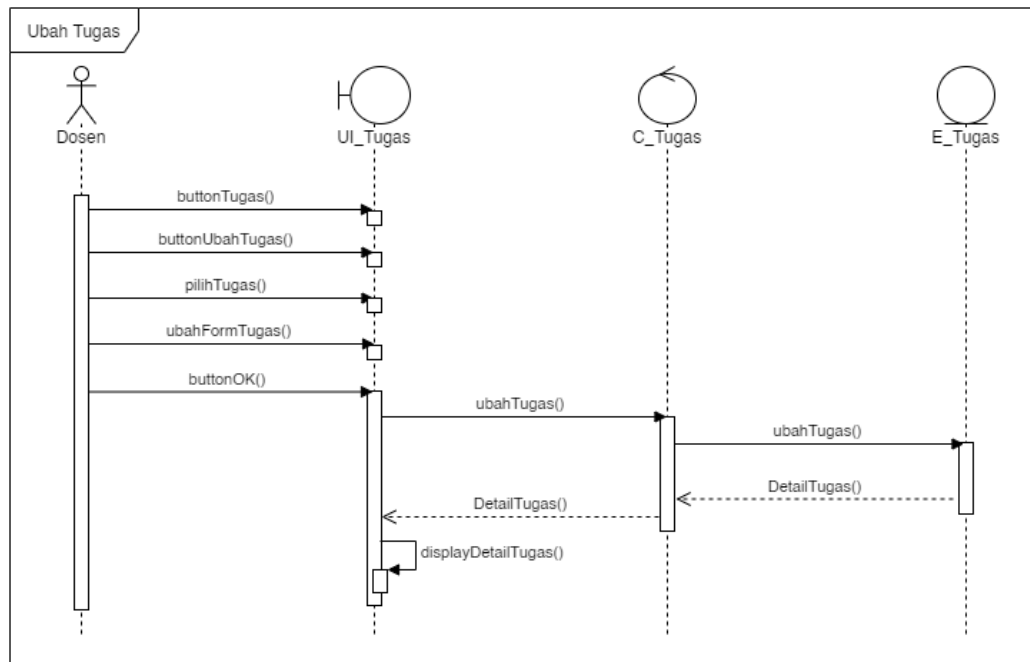 Ubah Tugas
Dosen
UI_Tugas
C_Tugas
E_Tugas
buttonTugas()
buttonUbahTugas()
pilihTugas()
ubahFormTugas()
buttonOK()
ubahTugas()
ubahTugas()
DetailTugas()
DetailTugas()
displayDetailTugas()